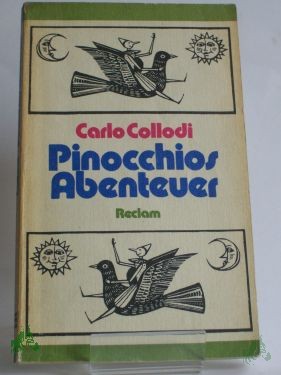 Carlo Collodi
Pinocchios
Abenteuer
Reclam